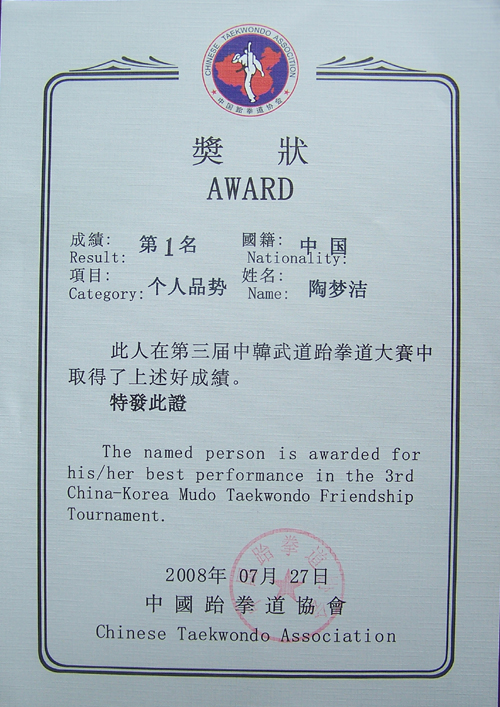 CHINESE TAEKWONDO ASSOCITION
中国跆拳道协会
獎 狀
AWARD
成績: 第1名 國籍: 中国
Result: Nationality:
項目: 个人品势 姓名: 陶梦洁
Category: Name:
此人在第三届中韓武道跆拳道大賽中
取得了上述好成績。
特發此證
The named person is awarded for
his/her best performance in the 3rd
China-Korea Mudo Taekwondo Friendship
Tournament.
2008年 07月 27日
中國跆拳道協會
Chinese Taekwondo Association
跆拳道